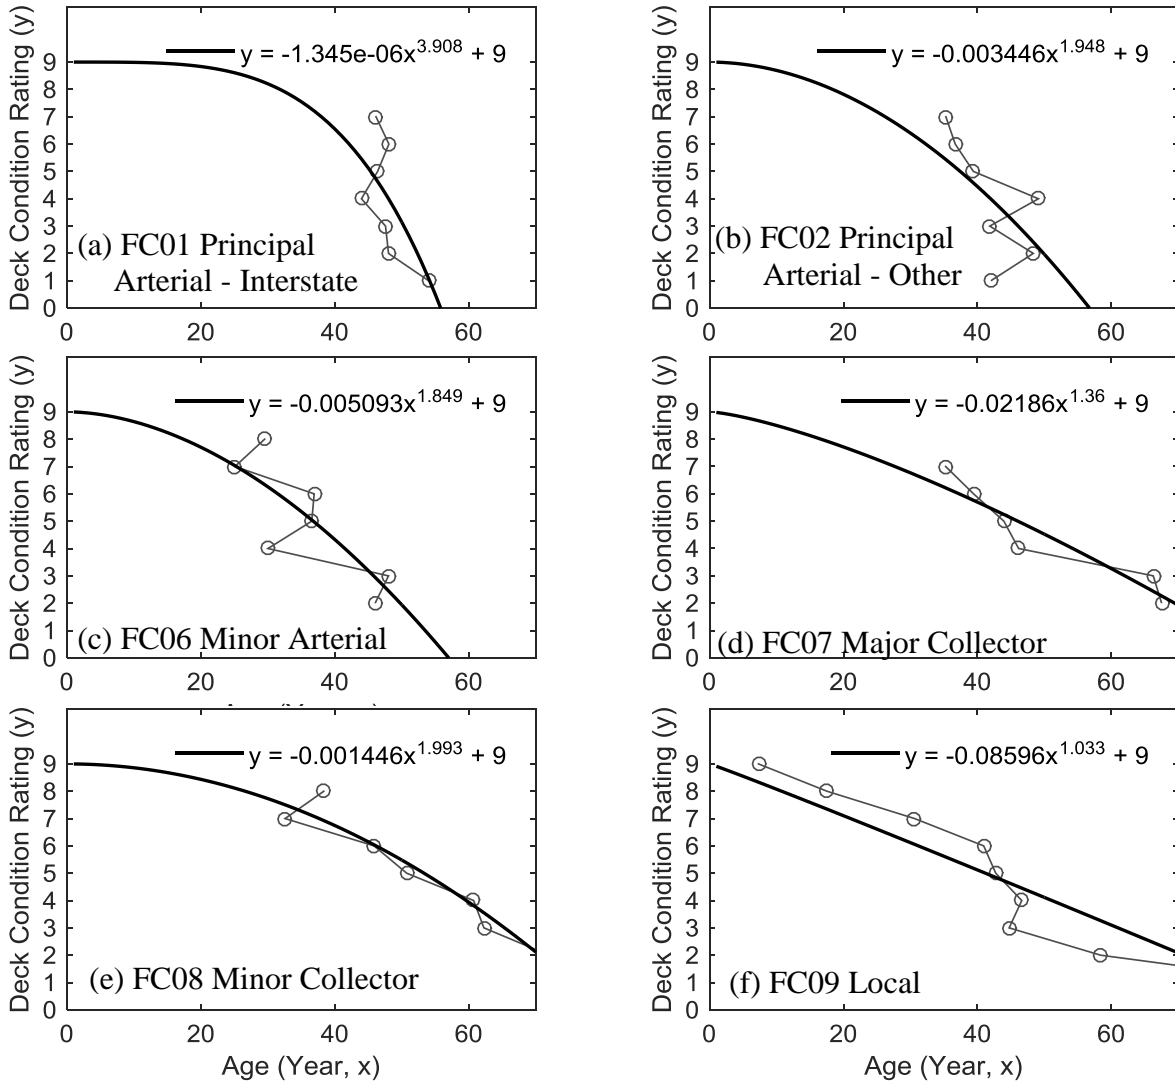 Deck Condition Rating (y)
y = -1.345e-06x^3.908 + 9
9
8
7
6
5
4
3
2
1
0
(a) FC01 Principal
Arterial - Interstate
0 20 40 60
Deck Condition Rating (y)
y = -0.003446x^1.948 + 9
9
8
7
6
5
4
3
2
1
0
(b) FC02 Principal
Arterial - Other
0 20 40 60
Deck Condition Rating (y)
y = -0.005093x^1.849 + 9
9
8
7
6
5
4
3
2
1
0
(c) FC06 Minor Arterial
0 20 40 60
Deck Condition Rating (y)
y = -0.02186x^1.36 + 9
9
8
7
6
5
4
3
2
1
0
(d) FC07 Major Collector
0 20 40 60
Deck Condition Rating (y)
y = -0.001446x^1.993 + 9
9
8
7
6
5
4
3
2
1
0
(e) FC08 Minor Collector
0 20 40 60
Age (Year, x)
Deck Condition Rating (y)
y = -0.08596x^1.033 + 9
9
8
7
6
5
4
3
2
1
0
(f) FC09 Local
0 20 40 60
Age (Year, x)